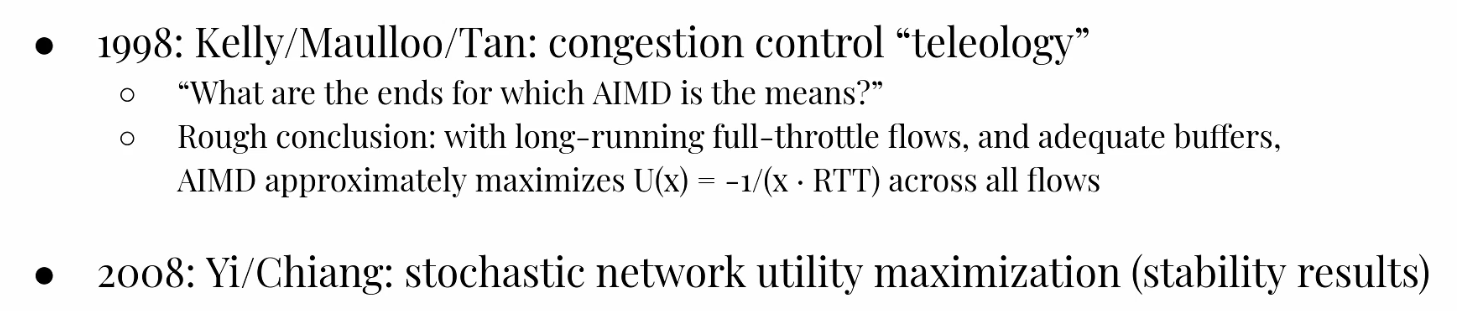 ● 1998: Kelly/Maulloo/Tan: congestion control “teleology”
○ “What are the ends for which AIMD is the means?”
○ Rough conclusion: with long-running full-throttle flows, and adequate buffers,
AIMD approximately maximizes U(x) = -1/(x · RTT) across all flows
● 2008: Yi/Chiang: stochastic network utility maximization (stability results)